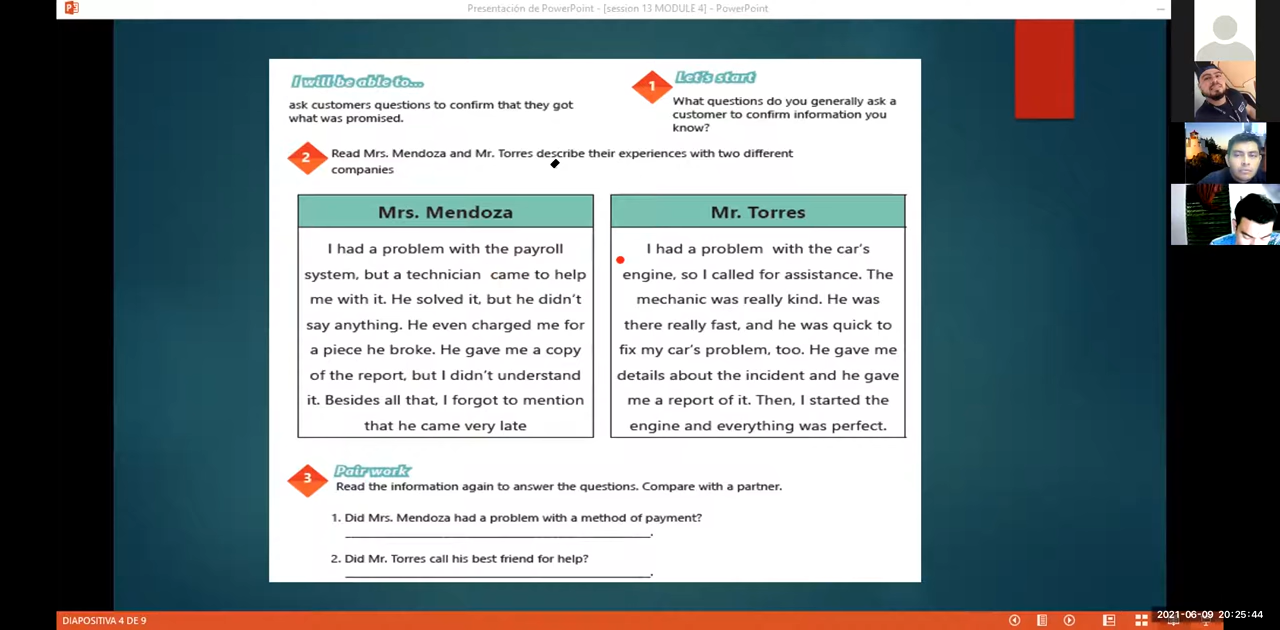 Presentación de PowerPoint - [session 13 MODULE 4] - PowerPoint
I will be able to...
ask customers questions to confirm that they got
what was promised.
1
Let's start
What questions do you generally ask a
customer to confirm information you
know?
2
Read Mrs. Mendoza and Mr. Torres describe their experiences with two different
companies
Mrs. Mendoza
I had a problem with the payroll
system, but a technician came to help
me with it. He solved it, but he didn't
say anything. He even charged me for
a piece he broke. He gave me a copy
of the report, but I didn't understand
it. Besides all that, I forgot to mention
that he came very late
Mr. Torres
I had a problem with the car's
engine, so I called for assistance. The
mechanic was really kind. He was
there really fast, and he was quick to
fix my car's problem, too. He gave me
details about the incident and he gave
me a report of it. Then, I started the
engine and everything was perfect.
3
Pair work
Read the information again to answer the questions. Compare with a partner.
1. Did Mrs. Mendoza had a problem with a method of payment?
2. Did Mr. Torres call his best friend for help?
DIAPOSITIVA 4 DE 9
2021-06-09 20:25:44